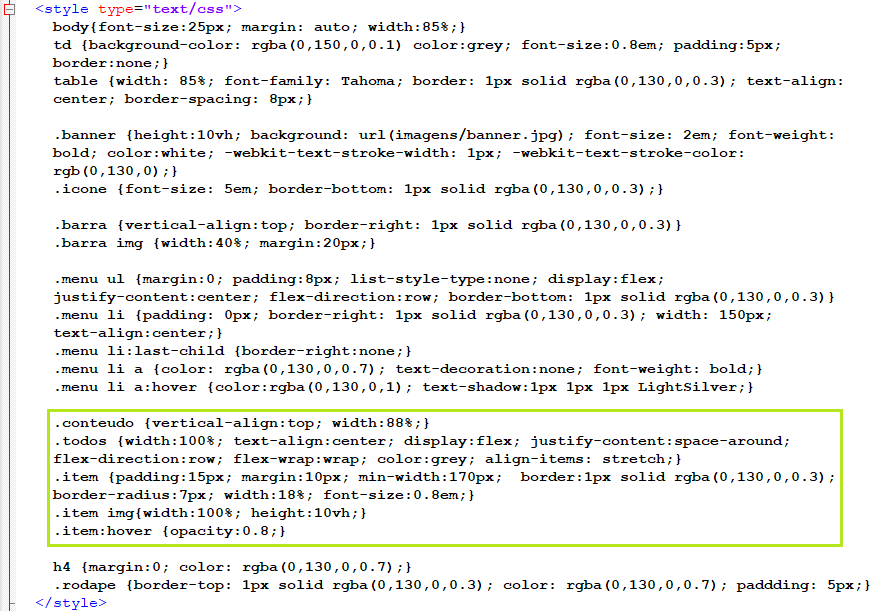 <style type="text/css">
body{font-size:25px; margin: auto; width:85%;}
td {background-color: rgba(0,150,0,0.1) color:grey; font-size:0.8em; padding:5px;
border:none;}
table {width: 85%; font-family: Tahoma; border: 1px solid rgba(0,130,0,0.3); text-align:
center; border-spacing: 8px;}
.banner {height:10vh; background: url(imagens/banner.jpg); font-size: 2em; font-weight:
bold; color:white; -webkit-text-stroke-width: 1px; -webkit-text-stroke-color:
rgb(0,130,0);}
.icone {font-size: 5em; border-bottom: 1px solid rgba(0,130,0,0.3);}
.barra {vertical-align:top; border-right: 1px solid rgba(0,130,0,0.3)}
.barra img {width:40%; margin:20px;}
.menu ul {margin:0; padding:8px; list-style-type:none; display:flex;
justify-content:center; flex-direction:row; border-bottom: 1px solid rgba(0,130,0,0.3)}
.menu li {padding: 0px; border-right: 1px solid rgba(0,130,0,0.3); width: 150px;
text-align:center;}
.menu li:last-child {border-right:none;}
.menu li a {color: rgba(0,130,0,0.7); text-decoration:none; font-weight: bold;}
.menu li a:hover {color:rgba(0,130,0,1); text-shadow:1px 1px 1px LightSilver;}
.conteudo {vertical-align:top; width:88%;}
.todos {width:100%; text-align:center; display:flex; justify-content:space-around;
flex-direction:row; flex-wrap:wrap; color:grey; align-items: stretch;}
.item {padding:15px; margin:10px; min-width:170px;  border:1px solid rgba(0,130,0,0.3);
border-radius:7px; width:18%; font-size:0.8em;}
.item img{width:100%; height:10vh;}
.item:hover {opacity:0.8;}
h4 {margin:0; color: rgba(0,130,0,0.7);}
.rodape {border-top: 1px solid rgba(0,130,0,0.3); color: rgba(0,130,0,0.7); paddding: 5px;}
</style>